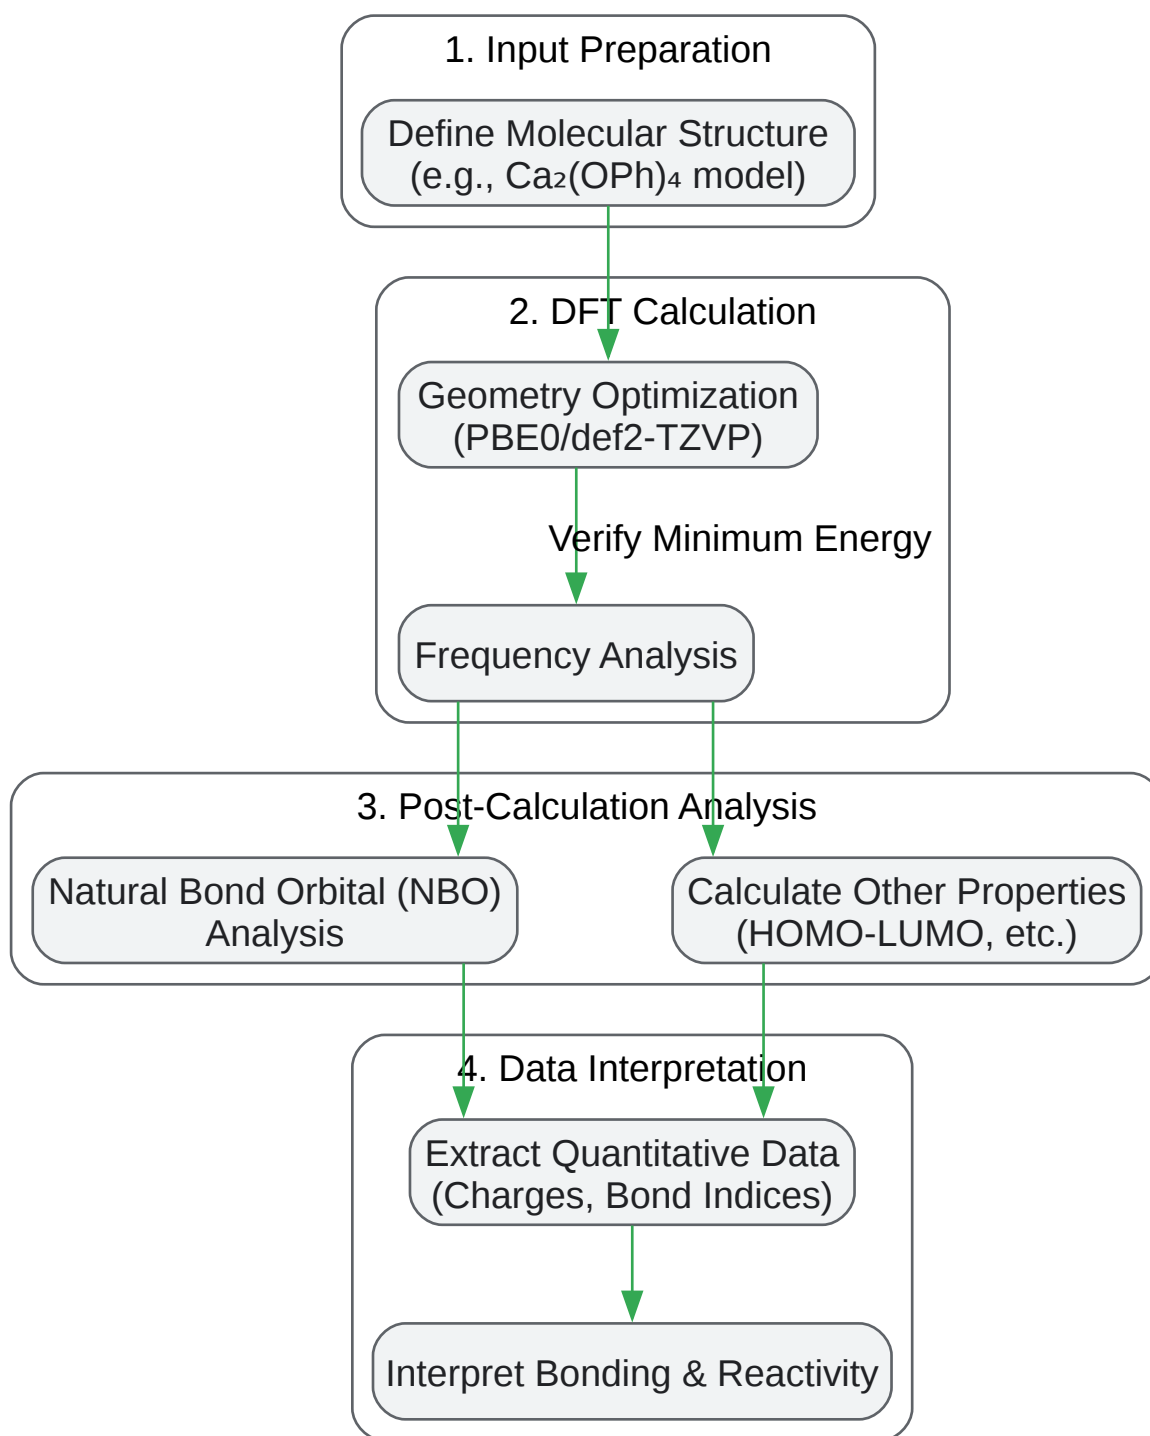 1. Input Preparation
Define Molecular Structure
(e.g., Ca₂(OPh)₄ model)
2. DFT Calculation
Geometry Optimization
(PBE0/def2-TZVP)
Verify Minimum Energy
Frequency Analysis
3. Post-Calculation Analysis
Natural Bond Orbital (NBO)
Analysis
Calculate Other Properties
(HOMO-LUMO, etc.)
4. Data Interpretation
Extract Quantitative Data
(Charges, Bond Indices)
Interpret Bonding & Reactivity